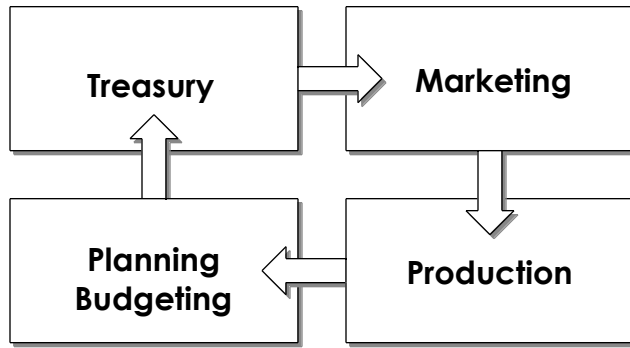 Treasury
Marketing
Planning
Budgeting
Production